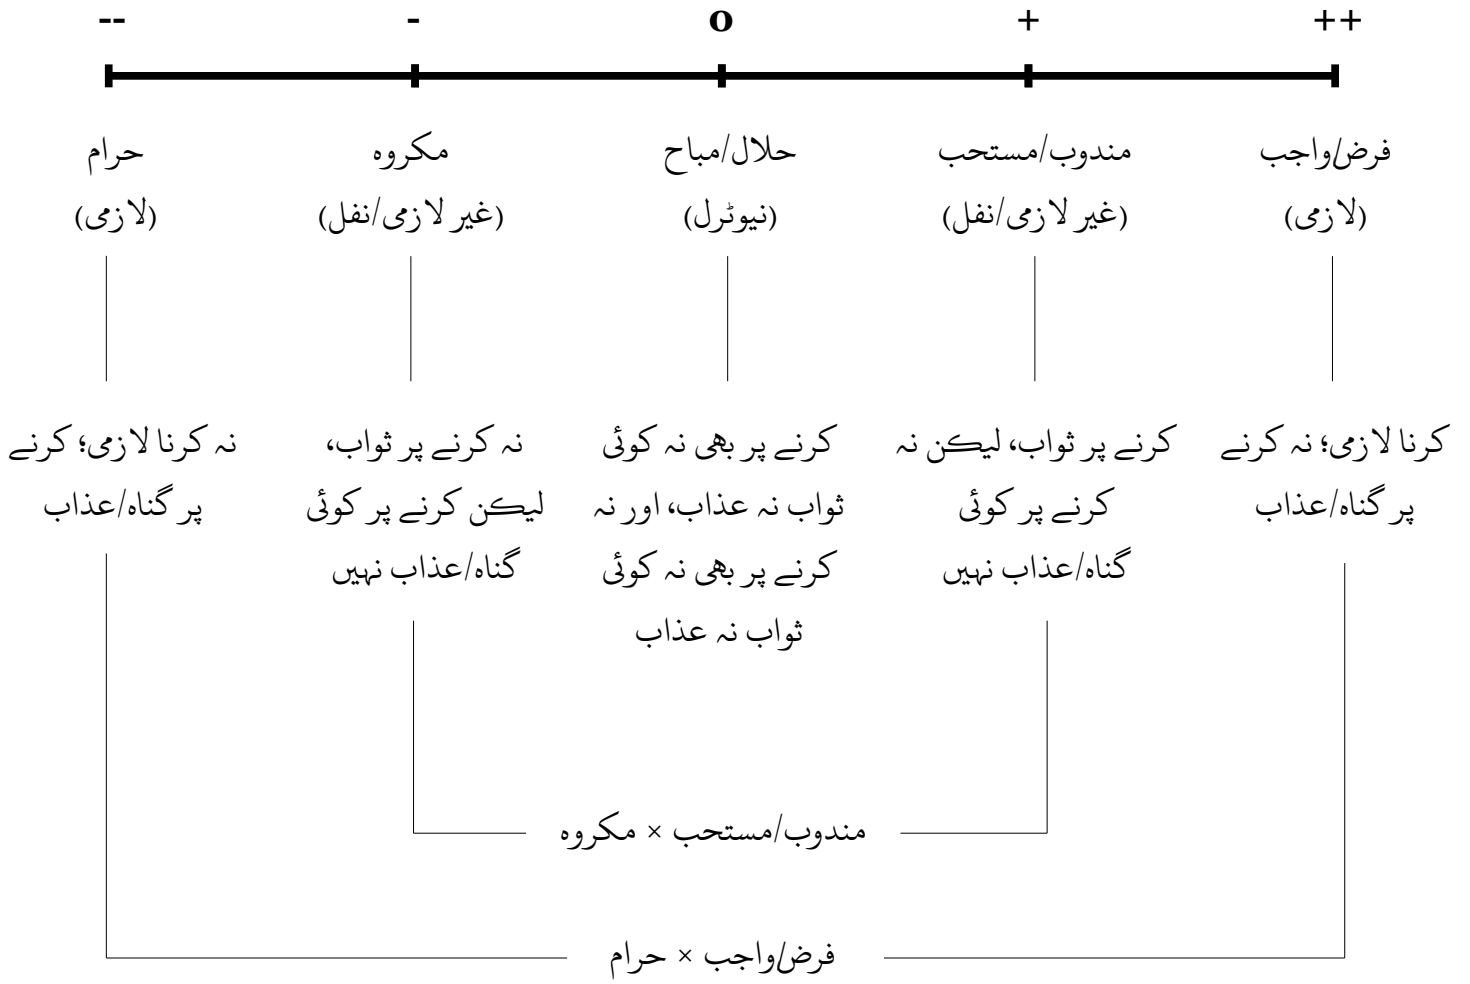 -- - o + ++
فرض/واجب
(لازمی)
مندوب/مستحب
(غیر لازمی/نفل)
حلال/مباح
(نیوٹرل)
مکروہ
(غیر لازمی/نفل)
حرام
(لازمی)
کرنا لازمی؛ نہ کرنے
پر گناہ/عذاب
کرنے پر ثواب، لیکن نہ
کرنے پر کوئی
گناہ/عذاب نہیں
کرنے پر بھی نہ کوئی
ثواب نہ عذاب، اور نہ
کرنے پر بھی نہ کوئی
ثواب نہ عذاب
نہ کرنے پر ثواب،
لیکن کرنے پر کوئی
گناہ/عذاب نہیں
نہ کرنا لازمی؛ کرنے
پر گناہ/عذاب
مندوب/مستحب × مکروہ
فرض/واجب × حرام